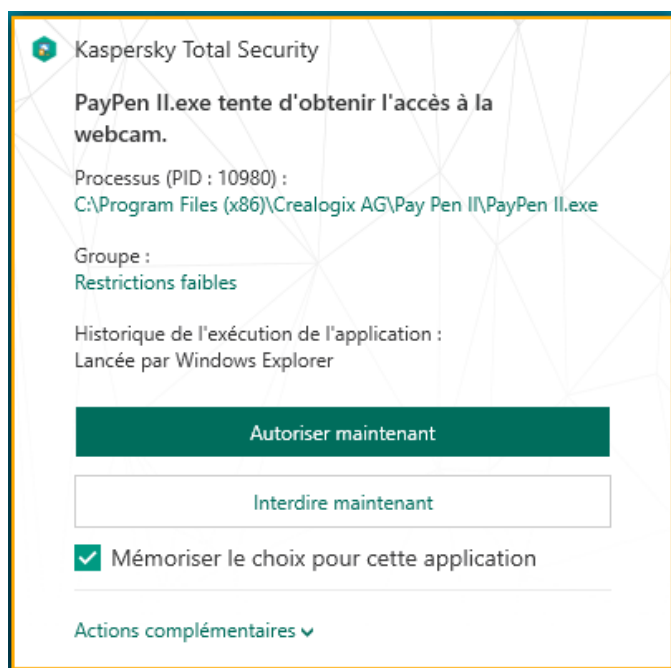 Kaspersky Total Security
PayPen II.exe tente d'obtenir l'accès à la
webcam.
Processus (PID : 10980) :
C:\Program Files (x86)\Crealogix AG\Pay Pen II\PayPen II.exe
Groupe :
Restrictions faibles
Historique de l'exécution de l'application :
Lancée par Windows Explorer
Autoriser maintenant
Interdire maintenant
Mémoriser le choix pour cette application
Actions complémentaires